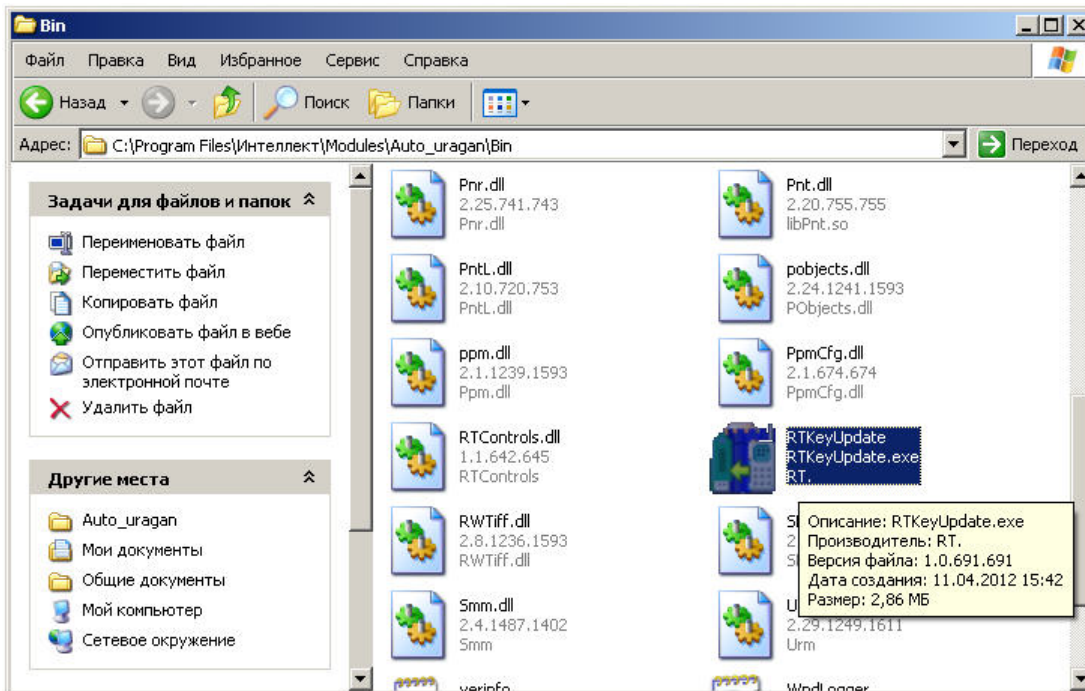 Bin
Файл Правка Вид Избранное Сервис Справка
Назад Поиск Папки
Адрес: C:\Program Files\Интеллект\Modules\Auto_uragan\Bin Переход
Задачи для файлов и папок
Переименовать файл
Переместить файл
Копировать файл
Опубликовать файл в вебе
Отправить этот файл по
электронной почте
Удалить файл
Другие места
Auto_uragan
Мои документы
Общие документы
Мой компьютер
Сетевое окружение
Pnr.dll
2.25.741.743
Pnr.dll
Pnt.dll
2.20.755.755
libPnt.so
PntL.dll
2.10.720.753
PntL.dll
pobjects.dll
2.24.1241.1593
PObjects.dll
ppm.dll
2.1.1239.1593
Ppm.dll
PpmCfg.dll
2.1.674.674
PpmCfg.dll
RTControls.dll
1.1.642.645
RTControls
RTKeyUpdate
RTKeyUpdate.exe
RT.
RWTiff.dll
2.8.1236.1593
RWTiff.dll
Описание: RTKeyUpdate.exe
Производитель: RT.
Версия файла: 1.0.691.691
Дата создания: 11.04.2012 15:42
Размер: 2,86 МБ
Smm.dll
2.4.1487.1402
Smm
2.29.1249.1611
Urm
verinfo
WndLogger